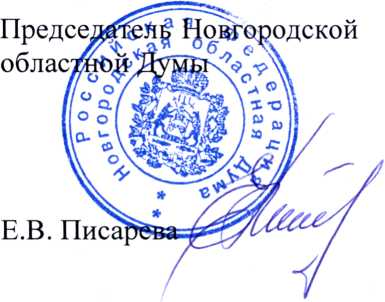 Председатель Новгородской
областной Думы
Российская Федерация
Новгородская областная Дума
Е.В. Писарева